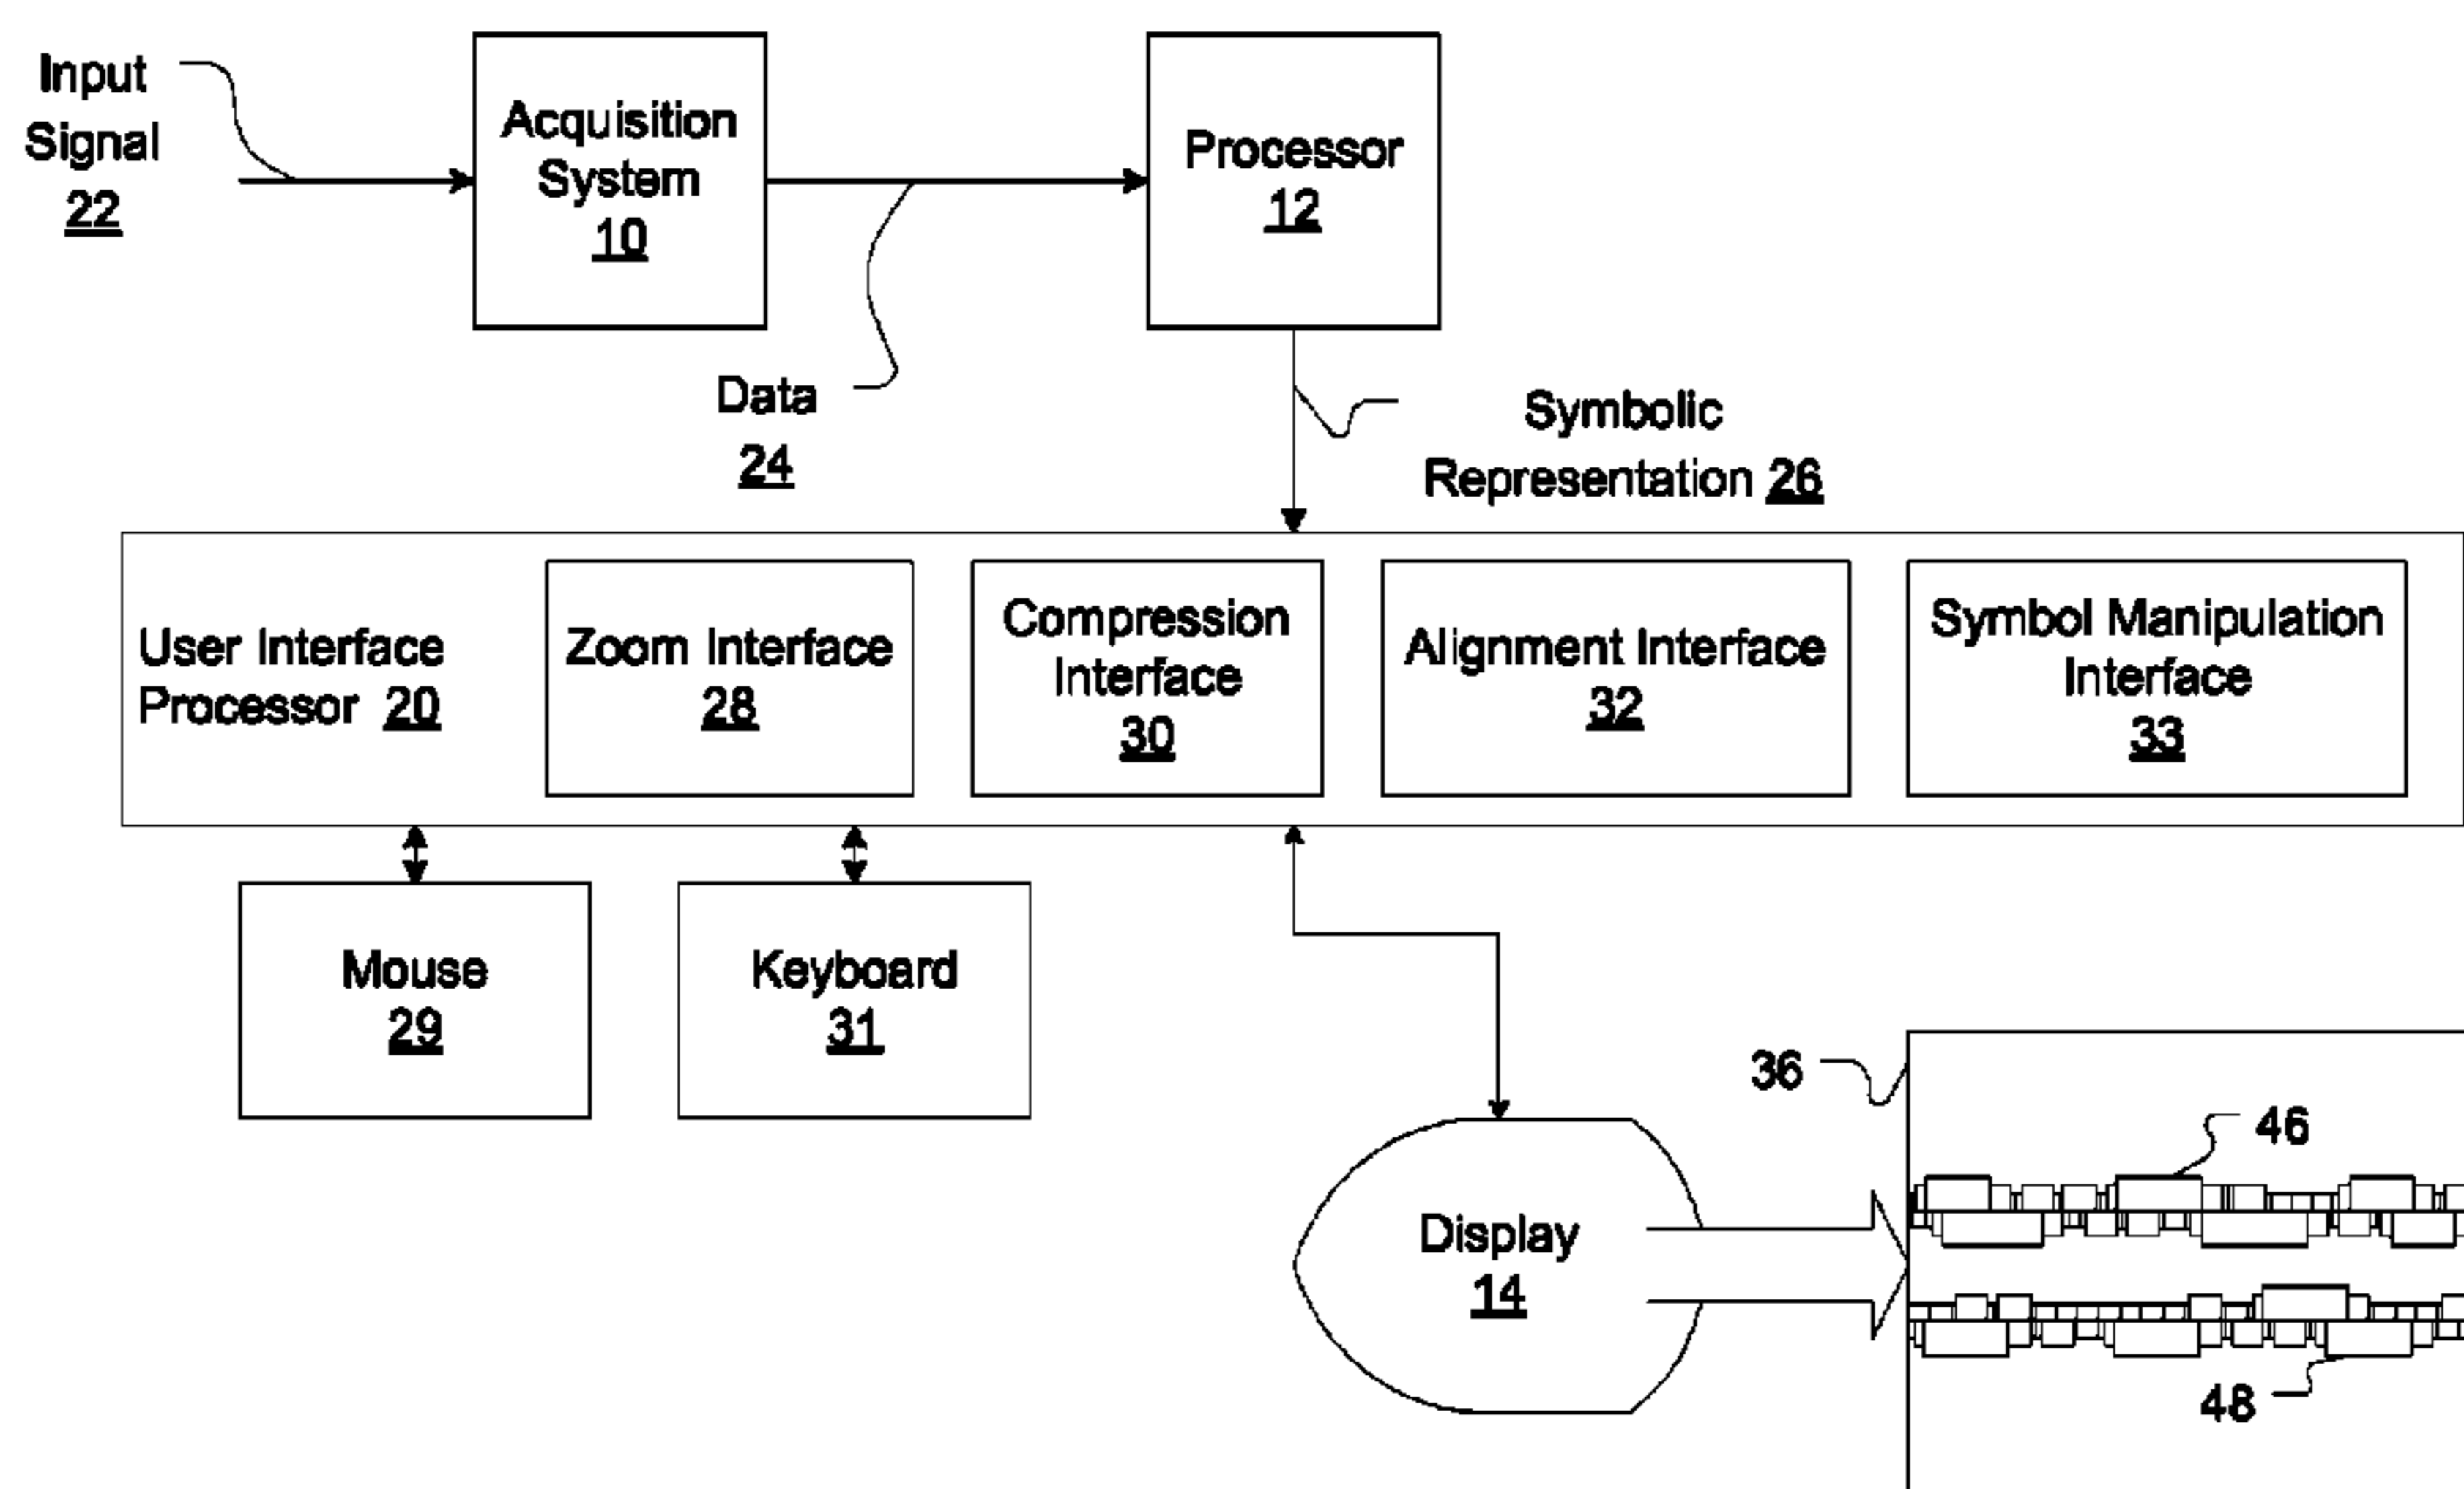 Input
Signal
22
Acquisition
System
10
Processor
12
Data
24
Symbolic
Representation 26
User Interface
Processor 20
Zoom Interface
28
Compression
Interface
30
Alignment Interface
32
Symbol Manipulation
Interface
33
Mouse
29
Keyboard
31
Display
14
36
46
48